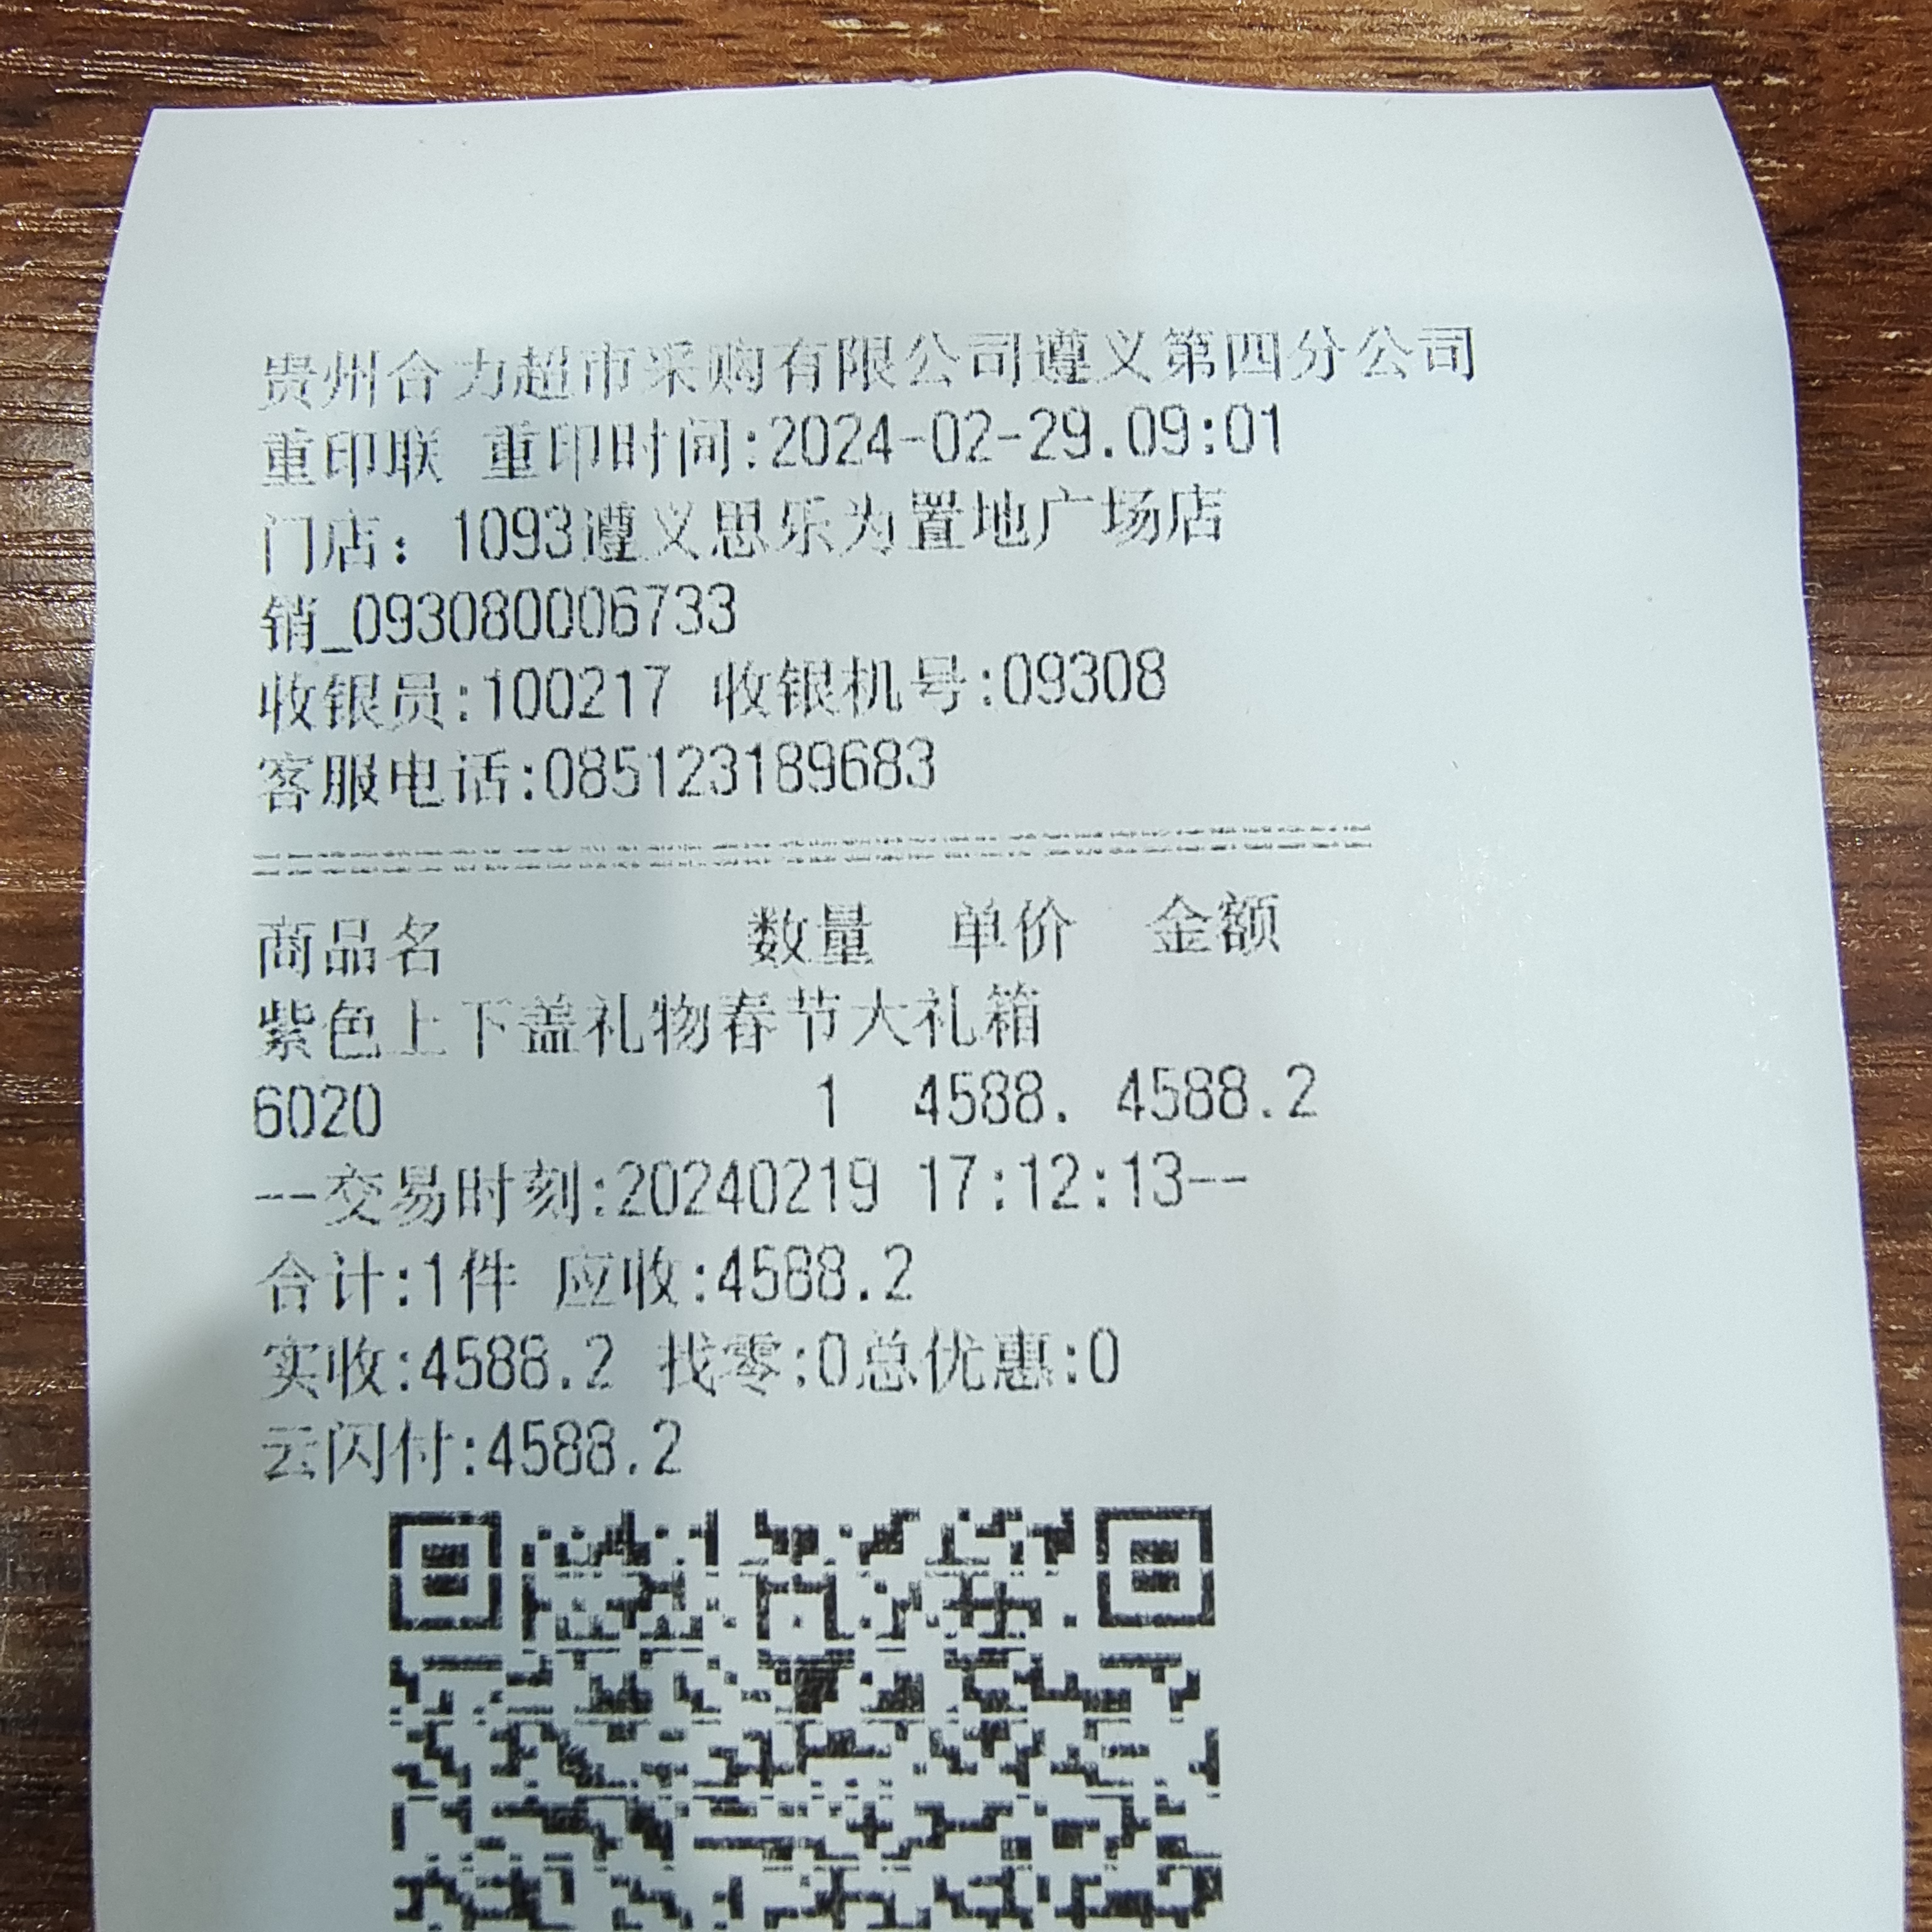 贵州合力超市采购有限公司遵义第四分公司
重印联 重印时间:2024-02-29.09:01
门店：1093遵义思乐为置地广场店
销_093080006733
收银员:100217 收银机号:09308
客服电话:085123189683
商品名 数量 单价 金额
紫色上下盖礼物春节大礼箱
6020 1 4588. 4588.2
--交易时刻:20240219 17:12:13--
合计:1件 应收:4588.2
实收:4588.2 找零:0总优惠:0
云闪付:4588.2